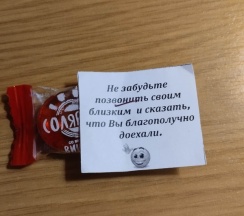 Не забудьте
позвонить своим
близким и сказать,
что Вы благополучно
доехали.